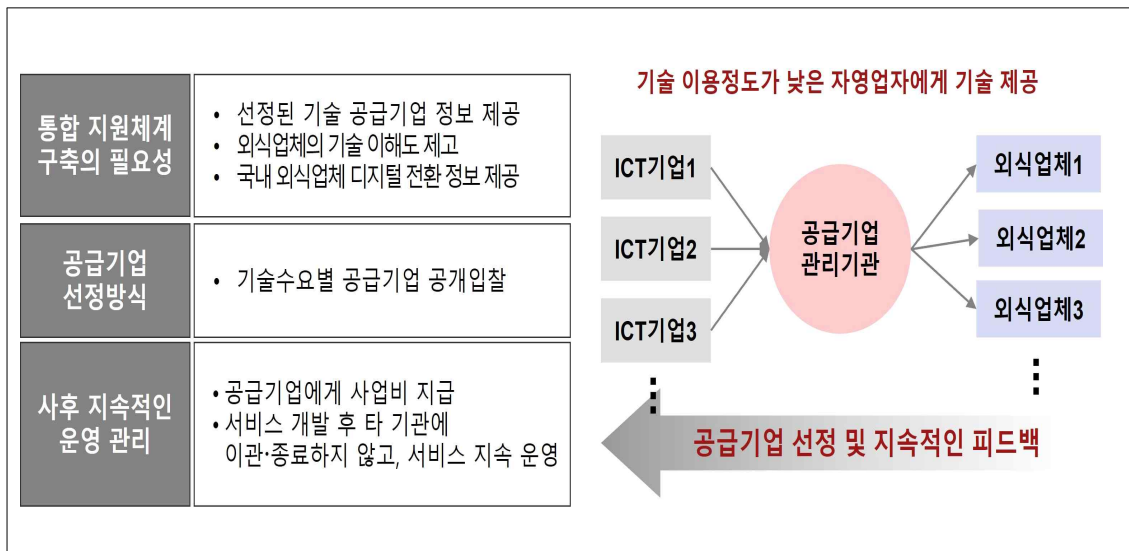 통합 지원체계
구축의 필요성
• 선정된 기술 공급기업 정보 제공
• 외식업체의 기술 이해도 제고
• 국내 외식업체 디지털 전환 정보 제공
공급기업
선정방식
• 기술수요별 공급기업 공개입찰
사후 지속적인
운영 관리
• 공급기업에게 사업비 지급
• 서비스 개발 후 타 기관에
이관·종료하지 않고, 서비스 지속 운영
기술 이용정도가 낮은 자영업자에게 기술 제공
ICT기업1
ICT기업2
ICT기업3
공급기업
관리기관
외식업체1
외식업체2
외식업체3
공급기업 선정 및 지속적인 피드백